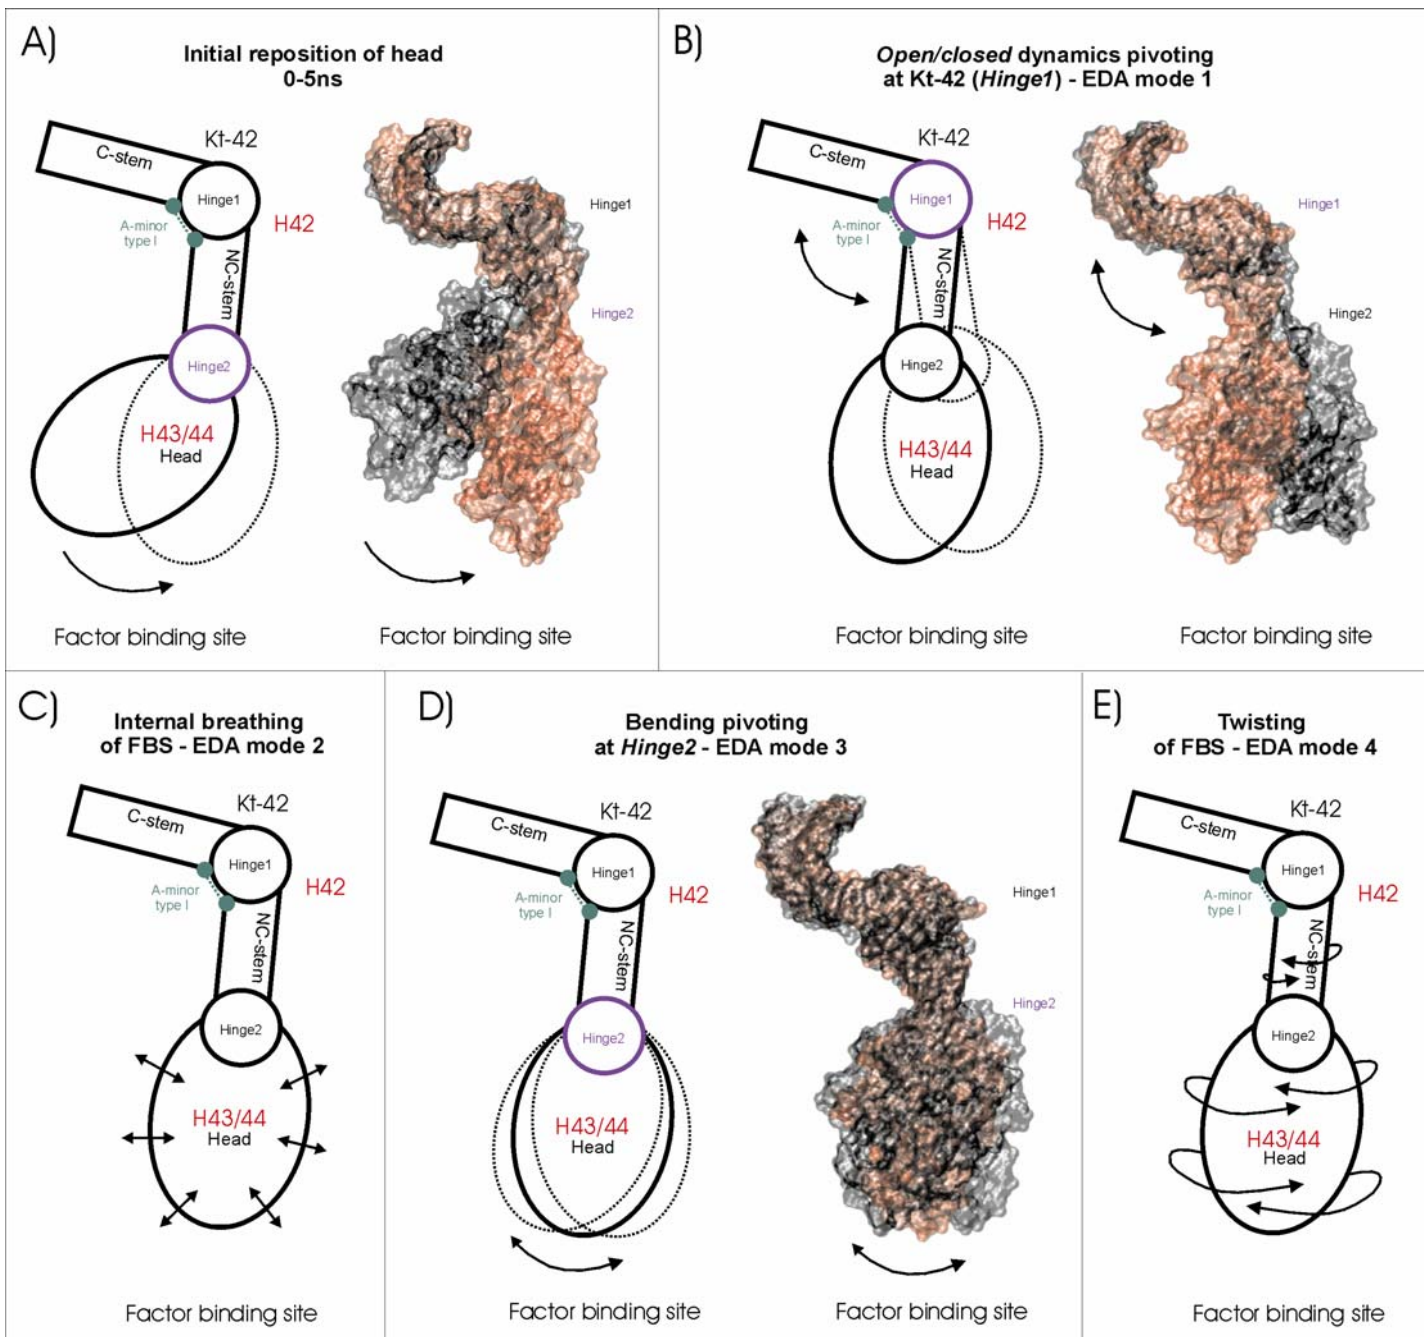 A)
Initial reposition of head
0-5ns
Kt-42
C-stem
Hinge1
A-minor
type I
H42
NC-stem
Hinge2
H43/44
Head
Hinge1
Hinge2
Factor binding site
Factor binding site
B)
Open/closed dynamics pivoting
at Kt-42 (Hinge1) - EDA mode 1
Kt-42
C-stem
Hinge1
A-minor
type I
H42
NC-stem
Hinge2
H43/44
Head
Hinge1
Hinge2
Factor binding site
Factor binding site
C)
Internal breathing
of FBS - EDA mode 2
Kt-42
C-stem
Hinge1
A-minor
type I
H42
NC-stem
Hinge2
H43/44
Head
Factor binding site
D)
Bending pivoting
at Hinge2 - EDA mode 3
Kt-42
C-stem
Hinge1
A-minor
type I
H42
NC-stem
Hinge2
H43/44
Head
Hinge1
Hinge2
Factor binding site
Factor binding site
E)
Twisting
of FBS - EDA mode 4
Kt-42
C-stem
Hinge1
A-minor
type I
H42
NC-stem
Hinge2
H43/44
Head
Factor binding site